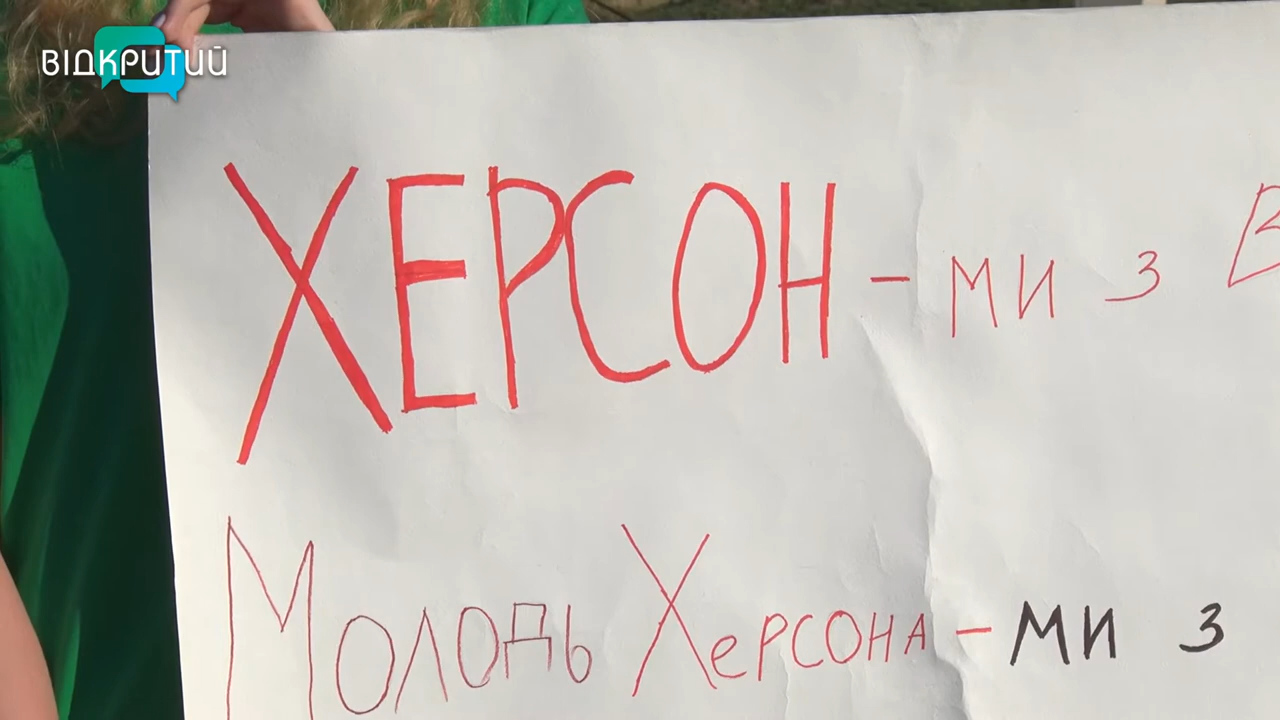 ВІДКРИТИЙ
ХЕРСОН - МИ З В
МОЛОДЬ ХЕРСОНА - МИ З